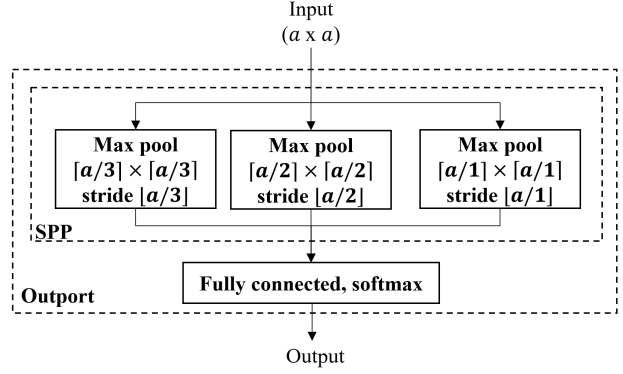 Input
(a x a)
Max pool
⌈a/3⌉ × ⌈a/3⌉
stride ⌊a/3⌋
Max pool
⌈a/2⌉ × ⌈a/2⌉
stride ⌊a/2⌋
Max pool
⌈a/1⌉ × ⌈a/1⌉
stride ⌊a/1⌋
SPP
Fully connected, softmax
Outport
Output